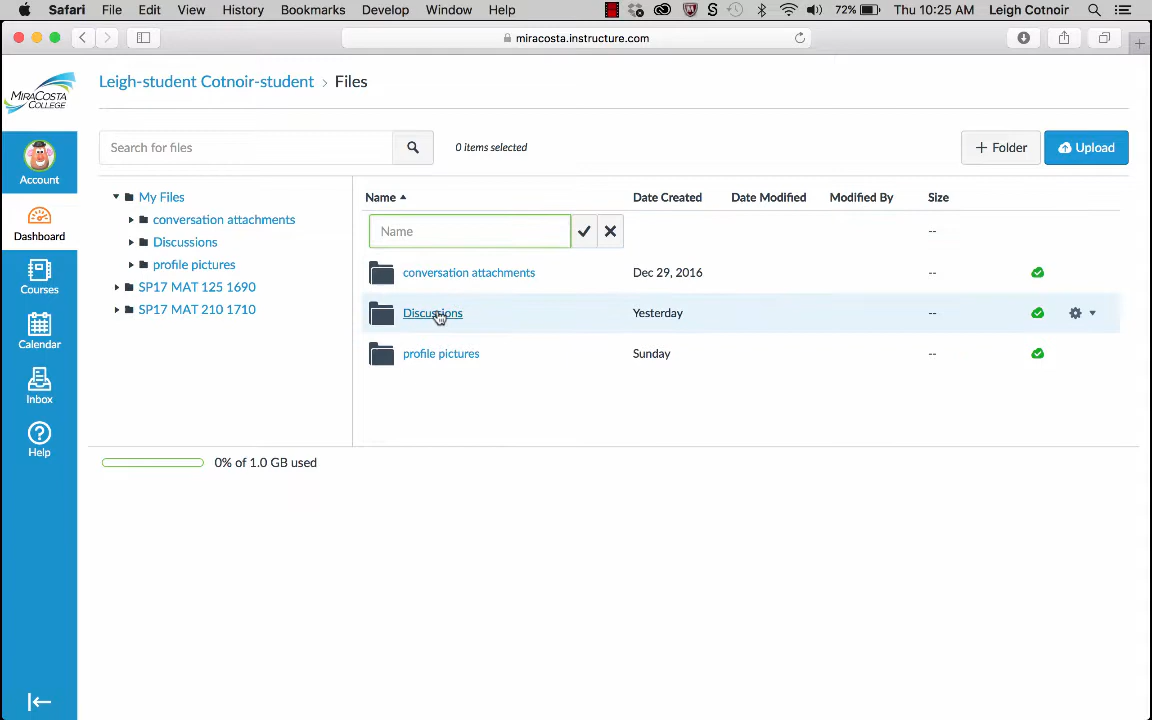 Safari File Edit View History Bookmarks Develop Window Help 72% Thu 10:25 AM Leigh Cotnoir
miracosta.instructure.com
MIRACOSTA COLLEGE
Leigh-student Cotnoir-student › Files
Search for files 0 items selected + Folder Upload
Account
Dashboard
Courses
Calendar
Inbox
Help
My Files
conversation attachments
Discussions
profile pictures
SP17 MAT 125 1690
SP17 MAT 210 1710
Name Date Created Date Modified Modified By Size
Name --
conversation attachments Dec 29, 2016 --
Discussions Yesterday --
profile pictures Sunday --
0% of 1.0 GB used